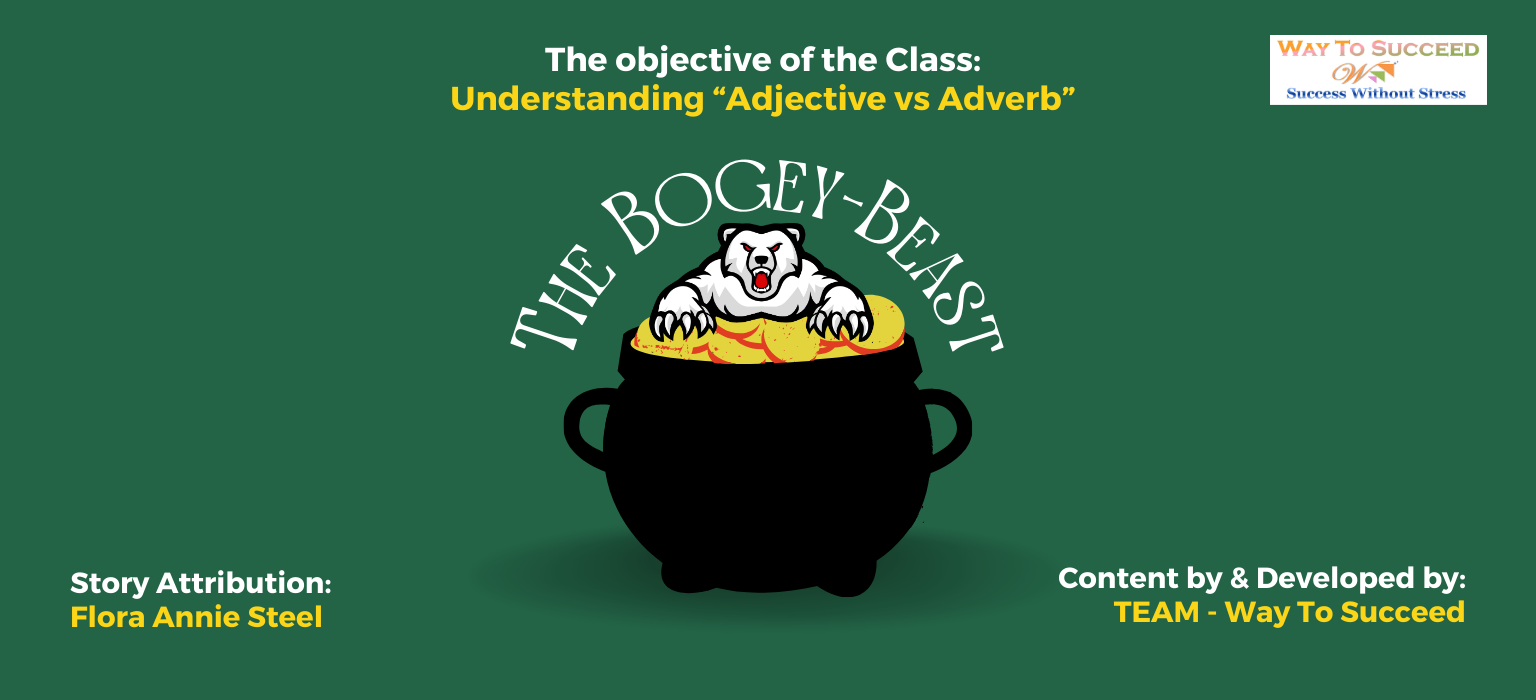 The objective of the Class:
Understanding “Adjective vs Adverb”
WAY TO SUCCEED
W
Success Without Stress
THE BOGEY-BEAST
Story Attribution:
Flora Annie Steel
Content by & Developed by:
TEAM - Way To Succeed